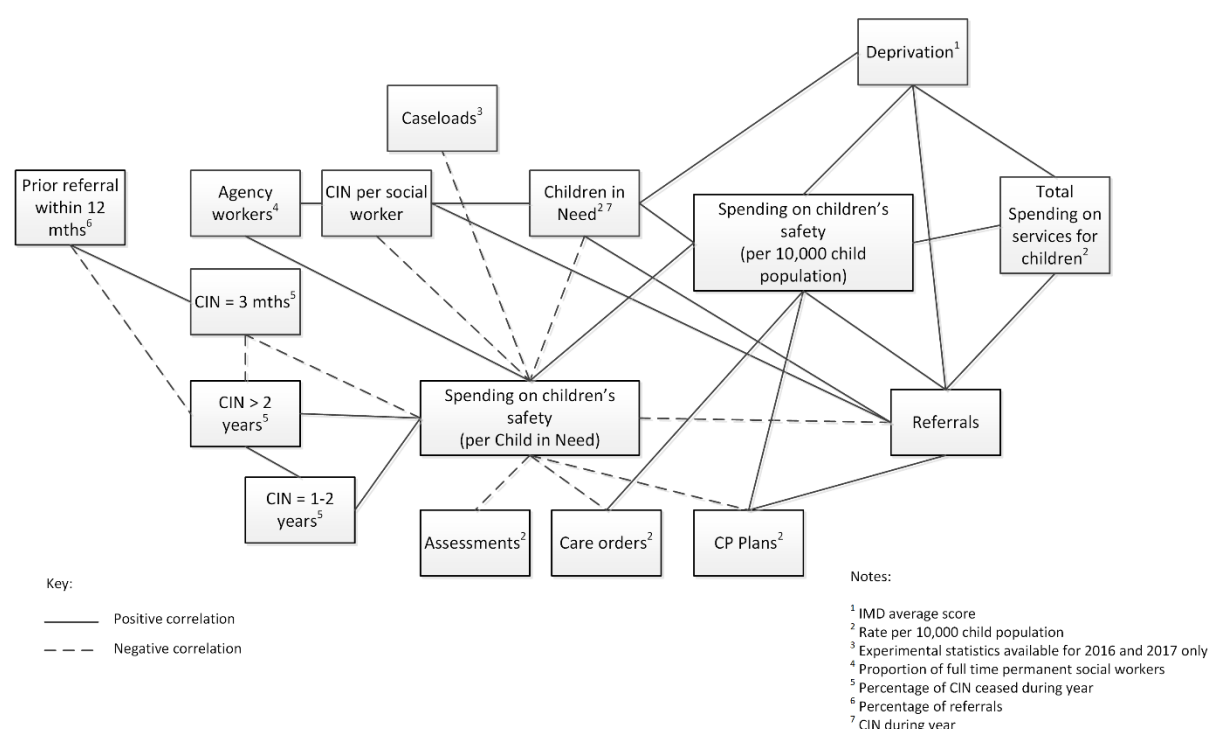 Deprivation1
Caseloads3
Prior referral
within 12
mths6
Agency
workers4
CIN per social
worker
Children in
Need2 7
Spending on children’s
safety
(per 10,000 child
population)
Total
Spending on
services for
children2
CIN = 3 mths5
CIN > 2
years5
Spending on children’s
safety
(per Child in Need)
Referrals
CIN = 1-2
years5
Assessments2
Care orders2
CP Plans2
Key:
Positive correlation
Negative correlation
Notes:
1 IMD average score
2 Rate per 10,000 child population
3 Experimental statistics available for 2016 and 2017 only
4 Proportion of full time permanent social workers
5 Percentage of CIN ceased during year
6 Percentage of referrals
7 CIN during year